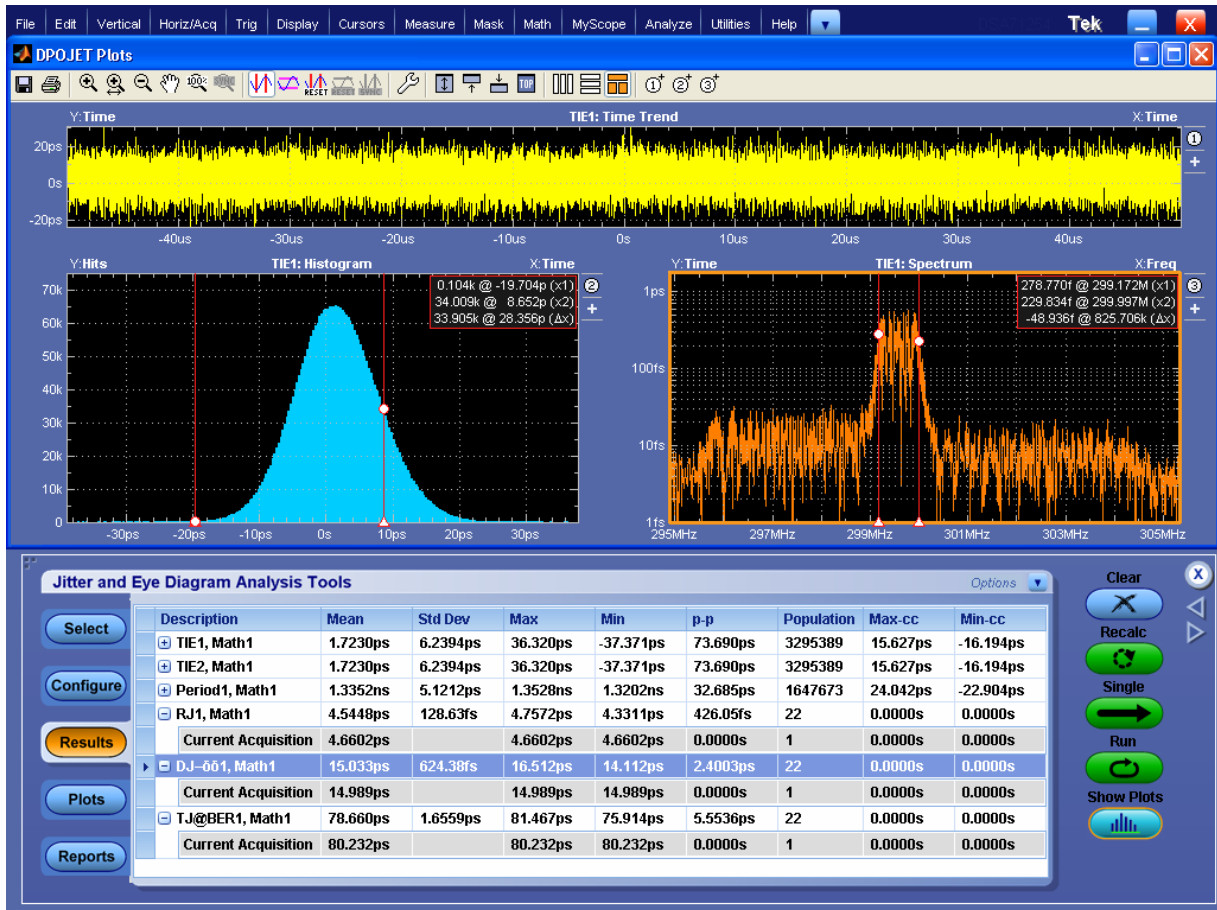 File Edit Vertical Horiz/Acq Trig Display Cursors Measure Mask Math MyScope Analyze Utilities Help Tek X
DPOJET Plots
100% RESET RESET SYNC TOP 1 2 3
Y:Time TIE1: Time Trend X:Time
20ps
0s
-20ps
-40us -30us -20us -10us 0s 10us 20us 30us 40us
1
+
Y:Hits TIE1: Histogram X:Time
0.104k @ -19.704p (x1)
34.009k @ 8.652p (x2)
33.905k @ 28.356p (Δx)
70k
60k
50k
40k
30k
20k
10k
0
-30ps -20ps -10ps 0s 10ps 20ps 30ps
2
+
Y:Time TIE1: Spectrum X:Freq
278.770f @ 299.172M (x1)
229.834f @ 299.997M (x2)
-48.936f @ 825.706k (Δx)
1ps
100fs
10fs
1fs
295MHz 297MHz 299MHz 301MHz 303MHz 305MHz
3
+
Jitter and Eye Diagram Analysis Tools Options
Select
Configure
Results
Plots
Reports
Description Mean Std Dev Max Min p-p Population Max-cc Min-cc
TIE1, Math1 1.7230ps 6.2394ps 36.320ps -37.371ps 73.690ps 3295389 15.627ps -16.194ps
TIE2, Math1 1.7230ps 6.2394ps 36.320ps -37.371ps 73.690ps 3295389 15.627ps -16.194ps
Period1, Math1 1.3352ns 5.1212ps 1.3528ns 1.3202ns 32.685ps 1647673 24.042ps -22.904ps
RJ1, Math1 4.5448ps 128.63fs 4.7572ps 4.3311ps 426.05fs 22 0.0000s 0.0000s
Current Acquisition 4.6602ps 4.6602ps 4.6602ps 0.0000s 1 0.0000s 0.0000s
DJ–õõ1, Math1 15.033ps 624.38fs 16.512ps 14.112ps 2.4003ps 22 0.0000s 0.0000s
Current Acquisition 14.989ps 14.989ps 14.989ps 0.0000s 1 0.0000s 0.0000s
TJ@BER1, Math1 78.660ps 1.6559ps 81.467ps 75.914ps 5.5536ps 22 0.0000s 0.0000s
Current Acquisition 80.232ps 80.232ps 80.232ps 0.0000s 1 0.0000s 0.0000s
Clear
Recalc
Single
Run
Show Plots
X